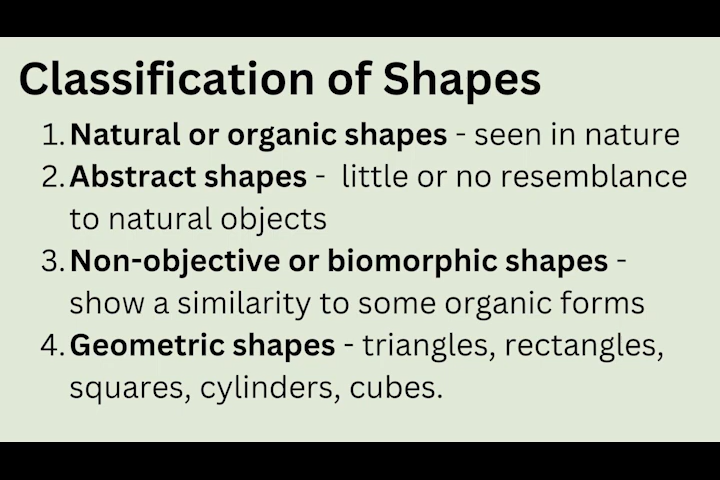 Classification of Shapes
1. Natural or organic shapes - seen in nature
2. Abstract shapes - little or no resemblance
to natural objects
3. Non-objective or biomorphic shapes -
show a similarity to some organic forms
4. Geometric shapes - triangles, rectangles,
squares, cylinders, cubes.